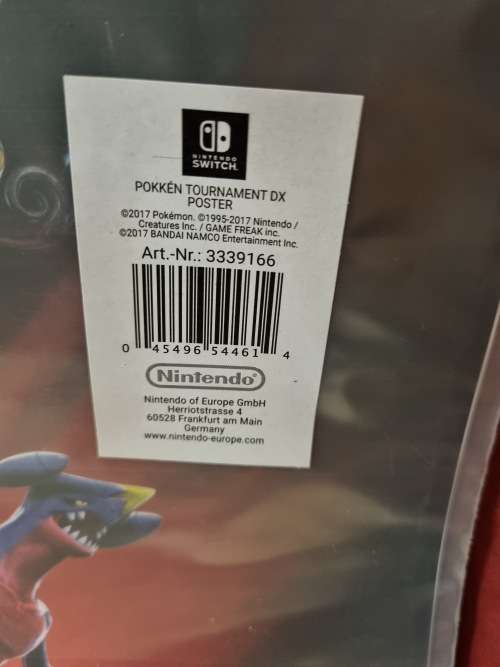 NINTENDO
SWITCH
POKKÉN TOURNAMENT DX
POSTER
©2017 Pokémon. ©1995-2017 Nintendo /
Creatures Inc. / GAME FREAK inc.
©2017 BANDAI NAMCO Entertainment Inc.
Art.-Nr.: 3339166
0 45496 54461 4
Nintendo
Nintendo of Europe GmbH
Herriotstrasse 4
60528 Frankfurt am Main
Germany
www.nintendo-europe.com